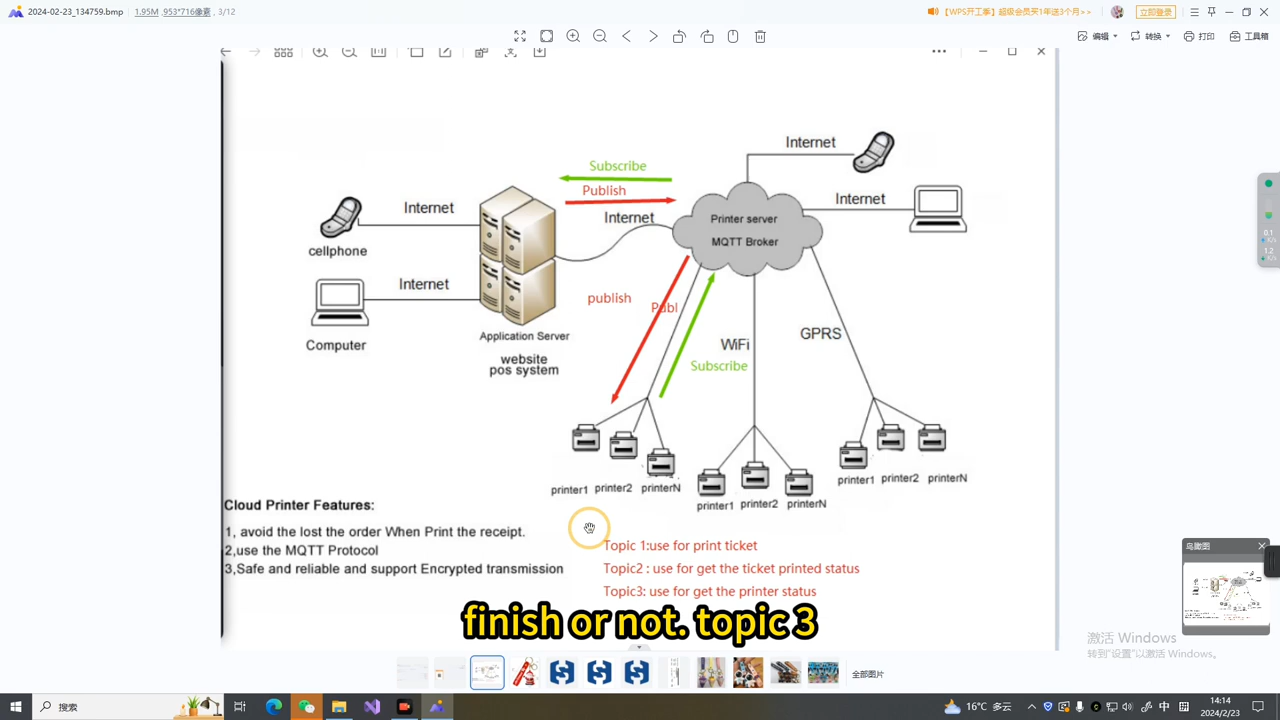 2024-02-23_134759.bmp
1.95M ,953*716像素 , 3/12
【WPS开工季】超级会员买1年送3个月>>
立即登录
编辑
转换
打印
工具箱
Internet
Subscribe
Publish
Internet
Internet
Internet
Printer server
MQTT Broker
cellphone
Internet
publish
Publ
Application Server
website
pos system
Computer
WiFi
GPRS
Subscribe
printer1 printer2 printerN
printer1 printer2 printerN
printer1 printer2 printerN
Cloud Printer Features:
1, avoid the lost the order When Print the receipt.
2,use the MQTT Protocol
3,Safe and reliable and support Encrypted transmission
Topic 1:use for print ticket
Topic2 : use for get the ticket printed status
Topic3: use for get the printer status
finish or not. topic 3
鸟瞰图
激活 Windows
转到"设置"以激活 Windows。
全部图片
搜索
16°C 多云
拼
14:14
2024/2/23